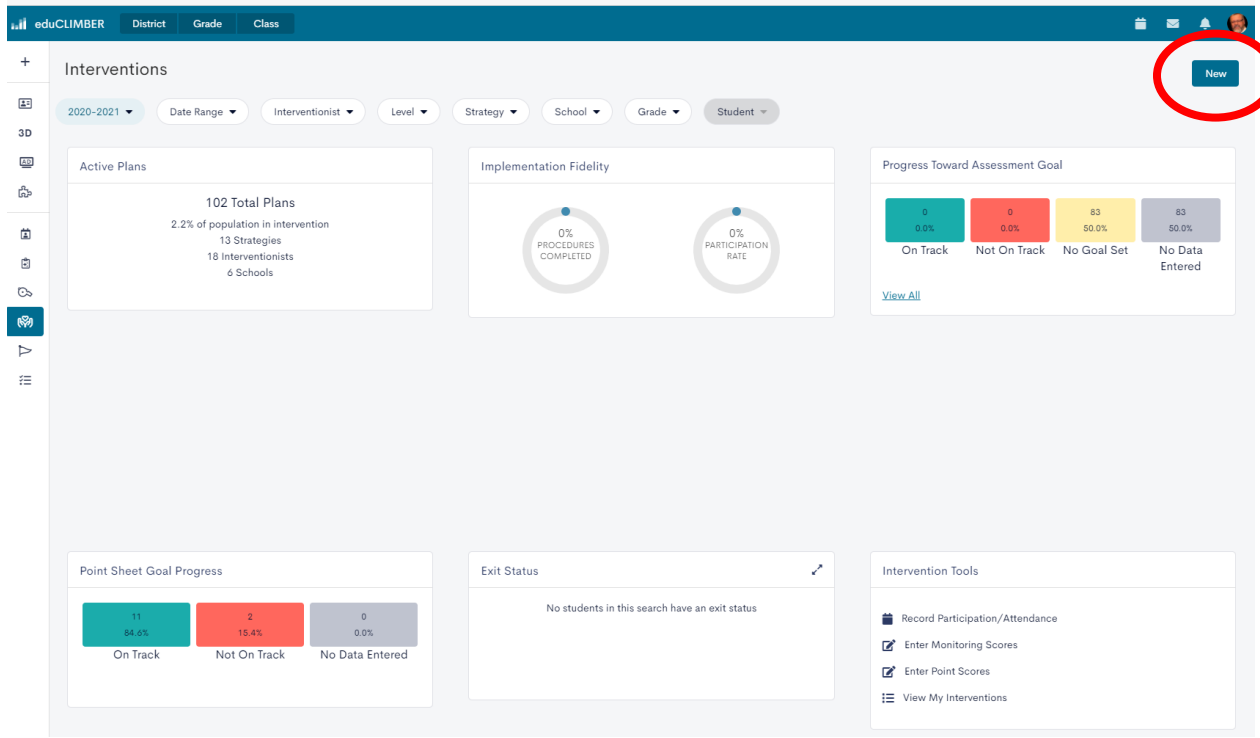 eduCLIMBER District Grade Class
Interventions
New
2020-2021 Date Range Interventionist Level Strategy School Grade Student
3D
Active Plans
102 Total Plans
2.2% of population in intervention
13 Strategies
18 Interventionists
6 Schools
Implementation Fidelity
0%
PROCEDURES
COMPLETED
0%
PARTICIPATION
RATE
Progress Toward Assessment Goal
0 0 83 83
0.0% 0.0% 50.0% 50.0%
On Track Not On Track No Goal Set No Data
Entered
View All
Point Sheet Goal Progress
11 2 0
84.6% 15.4% 0.0%
On Track Not On Track No Data Entered
Exit Status
No students in this search have an exit status
Intervention Tools
Record Participation/Attendance
Enter Monitoring Scores
Enter Point Scores
View My Interventions